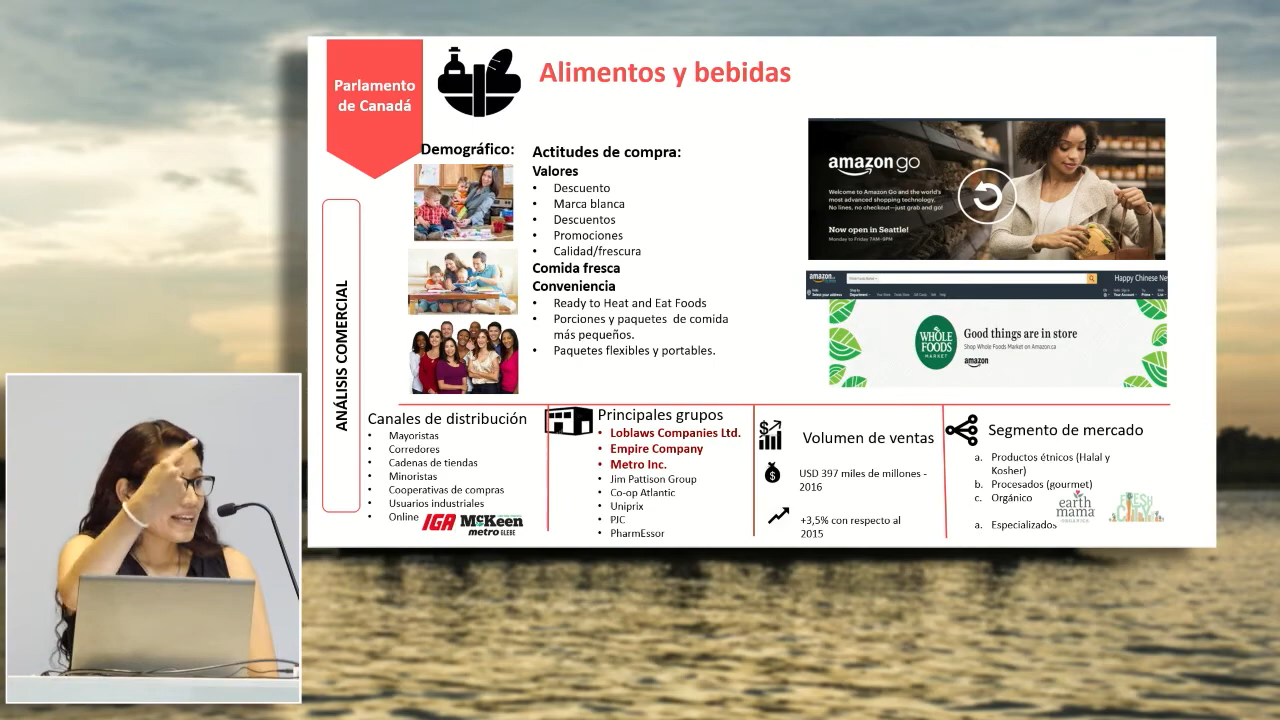 Parlamento
de Canadá
Alimentos y bebidas
ANÁLISIS COMERCIAL
Demográfico:
Actitudes de compra:
Valores
• Descuento
• Marca blanca
• Descuentos
• Promociones
• Calidad/frescura
Comida fresca
Conveniencia
• Ready to Heat and Eat Foods
• Porciones y paquetes de comida
más pequeños.
• Paquetes flexibles y portables.
amazon go
Welcome to Amazon Go and the world's
most advanced shopping technology.
No lines, no checkout—just grab and go!
Now open in Seattle!
Monday to Friday 7AM–9PM
amazon
Happy Chinese Ne
WHOLE
FOODS
MARKET
Good things are in store
Shop Whole Foods Market on Amazon.ca
amazon
Canales de distribución
• Mayoristas
• Corredores
• Cadenas de tiendas
• Minoristas
• Cooperativas de compras
• Usuarios industriales
• Online
IGA
McKeen
metro GLEBE
Principales grupos
• Loblaws Companies Ltd.
• Empire Company
• Metro Inc.
• Jim Pattison Group
• Co-op Atlantic
• Uniprix
• PIC
• PharmEssor
Volumen de ventas
USD 397 miles de millones -
2016
+3,5% con respecto al
2015
Segmento de mercado
a. Productos étnicos (Halal y
Kosher)
b. Procesados (gourmet)
c. Orgánico
a. Especializados
earth
mama
ORGANICS
FRESH
CITY